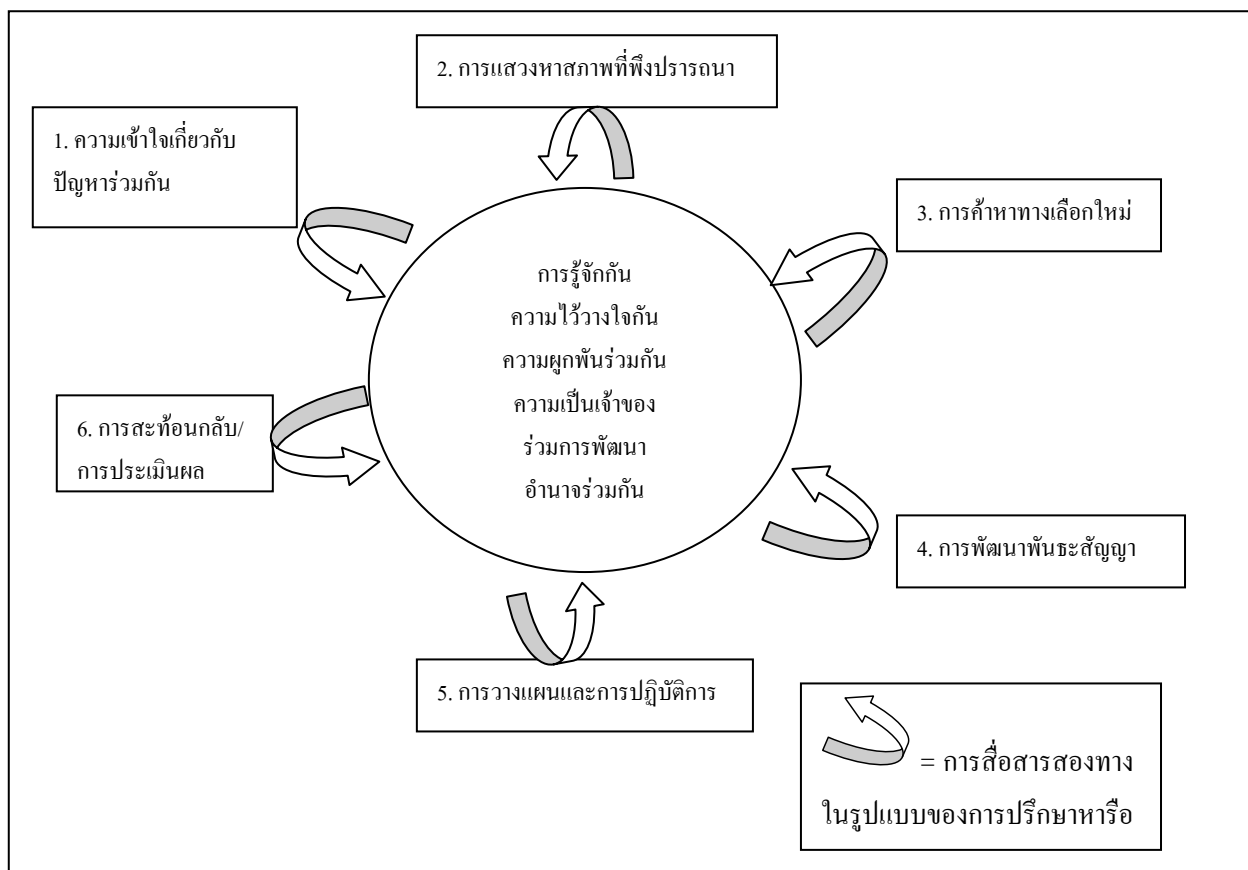 2. การแสวงหาสภาพที่พึงปรารถนา
1. ความเข้าใจเกี่ยวกับ
ปัญหาร่วมกัน
3. การค้าหาทางเลือกใหม่
การรู้จักกัน
ความไว้วางใจกัน
ความผูกพันร่วมกัน
ความเป็นเจ้าของ
ร่วมการพัฒนา
อำนาจร่วมกัน
6. การสะท้อนกลับ/
การประเมินผล
4. การพัฒนาพันธะสัญญา
5. การวางแผนและการปฏิบัติการ
= การสื่อสารสองทาง
ในรูปแบบของการปรึกษาหารือ